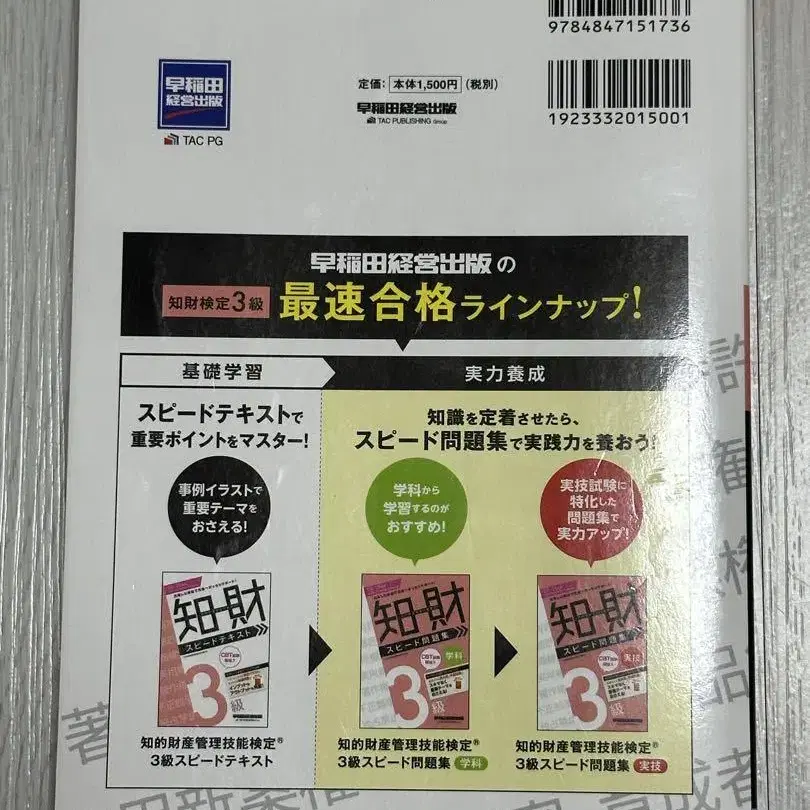 9784847151736
早稲田
経営出版
TAC PG
定価: 本体1,500円 (税別)
早稲田経営出版
TAC PUBLISHING Group
1923332015001
早稲田経営出版の
知財検定3級 最速合格ラインナップ!
基礎学習
実力養成
スピードテキストで
重要ポイントをマスター!
知識を定着させたら、
スピード問題集で実践力を養おう!
事例イラストで
重要テーマを
おさえる!
学科から
学習するのが
おすすめ!
実技試験に
特化した
問題集で
実力アップ!
知財
スピードテキスト
3級
知財
スピード問題集
学科
3級
知財
スピード問題集
実技
3級
知的財産管理技能検定®
3級スピードテキスト
知的財産管理技能検定®
3級スピード問題集 学科
知的財産管理技能検定®
3級スピード問題集 実技
許
権
品
著